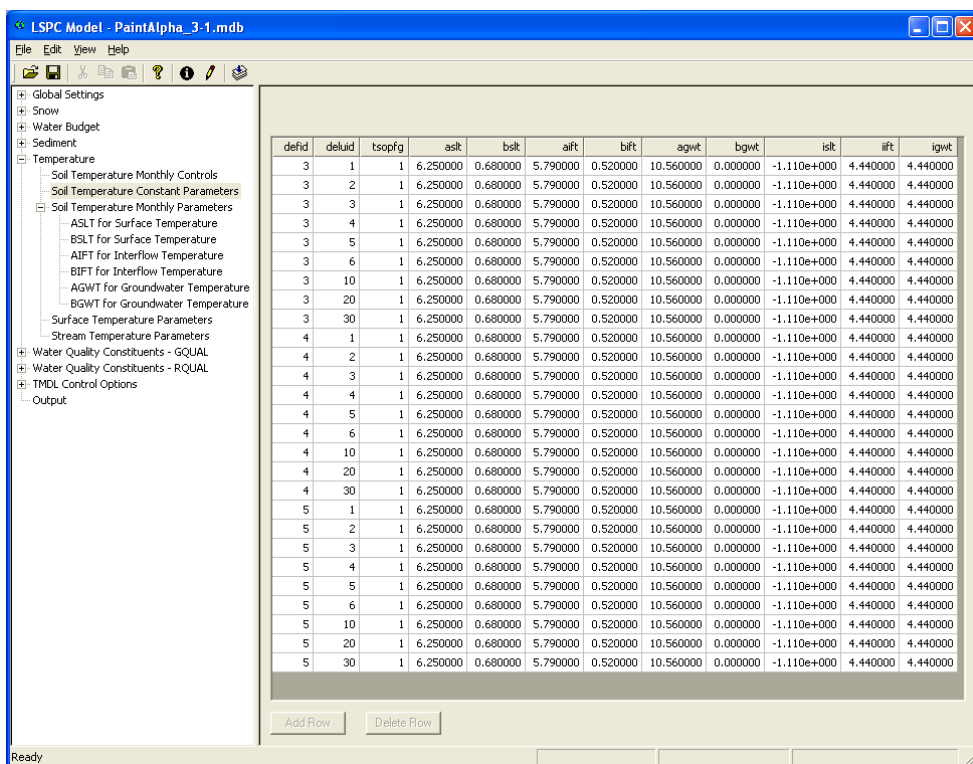 LSPC Model - PaintAlpha_3-1.mdb
File Edit View Help
Global Settings
Snow
Water Budget
Sediment
Temperature
Soil Temperature Monthly Controls
Soil Temperature Constant Parameters
Soil Temperature Monthly Parameters
ASLT for Surface Temperature
BSLT for Surface Temperature
AIFT for Interflow Temperature
BIFT for Interflow Temperature
AGWT for Groundwater Temperature
BGWT for Groundwater Temperature
Surface Temperature Parameters
Stream Temperature Parameters
Water Quality Constituents - GQUAL
Water Quality Constituents - RQUAL
TMDL Control Options
Output
defid deluid tsopfg aslt bslt aift bift agwt bgwt islt iift igwt
3 1 1 6.250000 0.680000 5.790000 0.520000 10.560000 0.000000 -1.110e+000 4.440000 4.440000
3 2 1 6.250000 0.680000 5.790000 0.520000 10.560000 0.000000 -1.110e+000 4.440000 4.440000
3 3 1 6.250000 0.680000 5.790000 0.520000 10.560000 0.000000 -1.110e+000 4.440000 4.440000
3 4 1 6.250000 0.680000 5.790000 0.520000 10.560000 0.000000 -1.110e+000 4.440000 4.440000
3 5 1 6.250000 0.680000 5.790000 0.520000 10.560000 0.000000 -1.110e+000 4.440000 4.440000
3 6 1 6.250000 0.680000 5.790000 0.520000 10.560000 0.000000 -1.110e+000 4.440000 4.440000
3 10 1 6.250000 0.680000 5.790000 0.520000 10.560000 0.000000 -1.110e+000 4.440000 4.440000
3 20 1 6.250000 0.680000 5.790000 0.520000 10.560000 0.000000 -1.110e+000 4.440000 4.440000
3 30 1 6.250000 0.680000 5.790000 0.520000 10.560000 0.000000 -1.110e+000 4.440000 4.440000
4 1 1 6.250000 0.680000 5.790000 0.520000 10.560000 0.000000 -1.110e+000 4.440000 4.440000
4 2 1 6.250000 0.680000 5.790000 0.520000 10.560000 0.000000 -1.110e+000 4.440000 4.440000
4 3 1 6.250000 0.680000 5.790000 0.520000 10.560000 0.000000 -1.110e+000 4.440000 4.440000
4 4 1 6.250000 0.680000 5.790000 0.520000 10.560000 0.000000 -1.110e+000 4.440000 4.440000
4 5 1 6.250000 0.680000 5.790000 0.520000 10.560000 0.000000 -1.110e+000 4.440000 4.440000
4 6 1 6.250000 0.680000 5.790000 0.520000 10.560000 0.000000 -1.110e+000 4.440000 4.440000
4 10 1 6.250000 0.680000 5.790000 0.520000 10.560000 0.000000 -1.110e+000 4.440000 4.440000
4 20 1 6.250000 0.680000 5.790000 0.520000 10.560000 0.000000 -1.110e+000 4.440000 4.440000
4 30 1 6.250000 0.680000 5.790000 0.520000 10.560000 0.000000 -1.110e+000 4.440000 4.440000
5 1 1 6.250000 0.680000 5.790000 0.520000 10.560000 0.000000 -1.110e+000 4.440000 4.440000
5 2 1 6.250000 0.680000 5.790000 0.520000 10.560000 0.000000 -1.110e+000 4.440000 4.440000
5 3 1 6.250000 0.680000 5.790000 0.520000 10.560000 0.000000 -1.110e+000 4.440000 4.440000
5 4 1 6.250000 0.680000 5.790000 0.520000 10.560000 0.000000 -1.110e+000 4.440000 4.440000
5 5 1 6.250000 0.680000 5.790000 0.520000 10.560000 0.000000 -1.110e+000 4.440000 4.440000
5 6 1 6.250000 0.680000 5.790000 0.520000 10.560000 0.000000 -1.110e+000 4.440000 4.440000
5 10 1 6.250000 0.680000 5.790000 0.520000 10.560000 0.000000 -1.110e+000 4.440000 4.440000
5 20 1 6.250000 0.680000 5.790000 0.520000 10.560000 0.000000 -1.110e+000 4.440000 4.440000
5 30 1 6.250000 0.680000 5.790000 0.520000 10.560000 0.000000 -1.110e+000 4.440000 4.440000
Add Row Delete Row
Ready